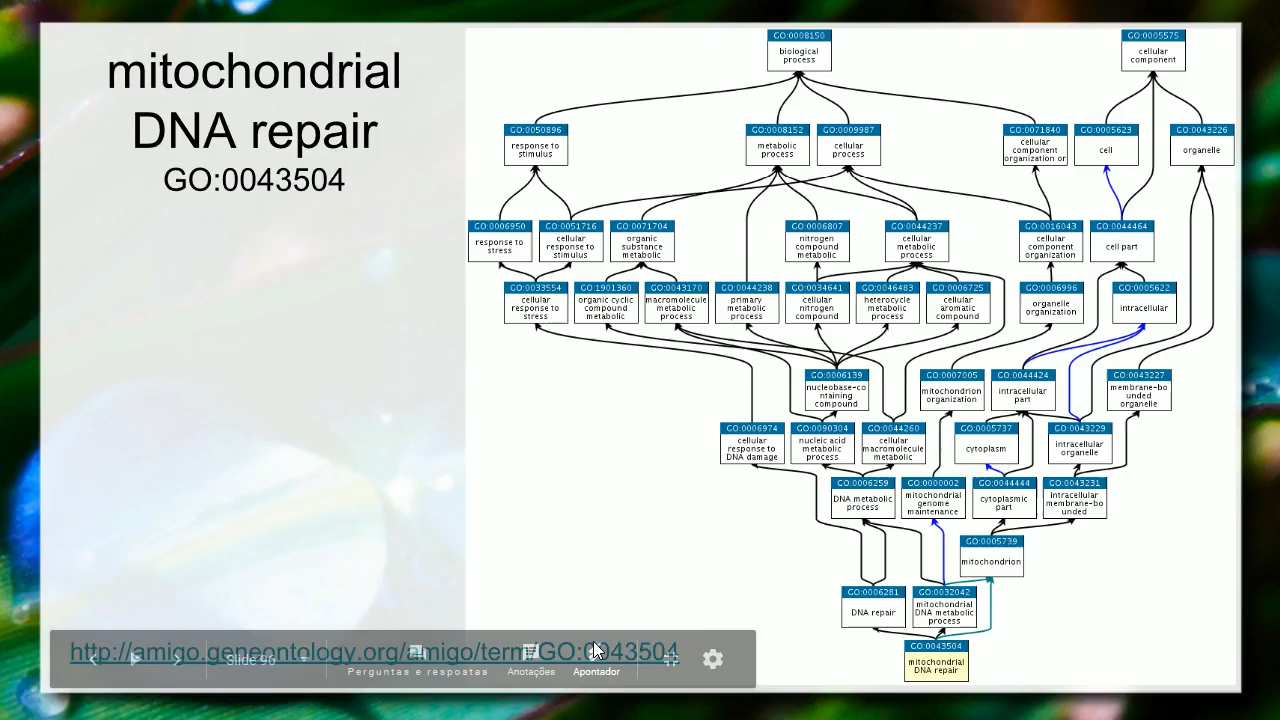 mitochondrial
DNA repair
GO:0043504
GO:0008150
biological
process
GO:0005575
cellular
component
GO:0050896
response to
stimulus
GO:0008152
metabolic
process
GO:0009987
cellular
process
GO:0071840
cellular
component
organization or
GO:0005623
cell
GO:0043226
organelle
GO:0006950
response to
stress
GO:0051716
cellular
response to
stimulus
GO:0071704
organic
substance
metabolic
GO:0006807
nitrogen
compound
metabolic
GO:0044237
cellular
metabolic
process
GO:0016043
cellular
component
organization
GO:0044464
cell part
GO:0033554
cellular
response to
stress
GO:1901360
organic cyclic
compound
metabolic
GO:0043170
macromolecule
metabolic
process
GO:0044238
primary
metabolic
process
GO:0034641
cellular
nitrogen
compound
GO:0046483
heterocycle
metabolic
process
GO:0006725
cellular
aromatic
compound
GO:0006996
organelle
organization
GO:0005622
intracellular
GO:0006139
nucleobase-co
ntaining
compound
GO:0007005
mitochondrion
organization
GO:0044424
intracellular
part
GO:0043227
membrane-bo
unded
organelle
GO:0006974
cellular
response to
DNA damage
GO:0090304
nucleic acid
metabolic
process
GO:0044260
cellular
macromolecule
metabolic
GO:0005737
cytoplasm
GO:0043229
intracellular
organelle
GO:0006259
DNA metabolic
process
GO:0000002
mitochondrial
genome
maintenance
GO:0044444
cytoplasmic
part
GO:0043231
intracellular
membrane-bo
unded
GO:0005739
mitochondrion
GO:0006281
DNA repair
GO:0032042
mitochondrial
DNA metabolic
process
GO:0043504
mitochondrial
DNA repair
http://amigo.geneontology.org/amigo/term/GO:0043504
Slide 96
Perguntas e respostas
Anotações
Apontador